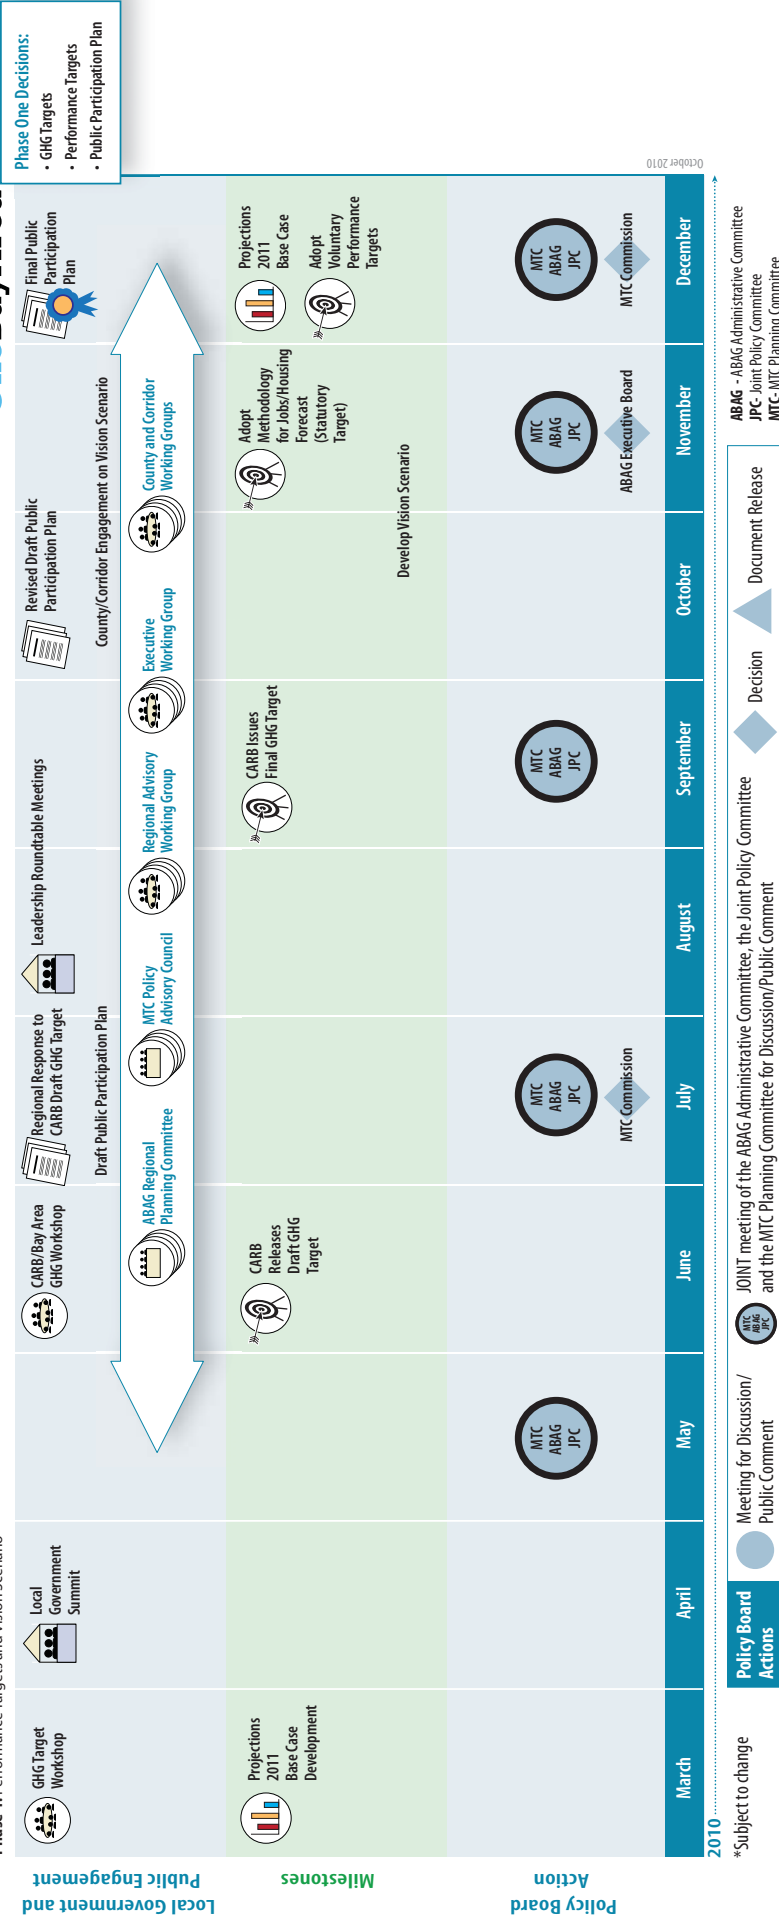 Phase One Decisions:
• GHG Targets
• Performance Targets
• Public Participation Plan
Local Government and
Public Engagement
GHG Target
Workshop
Local
Government
Summit
CARB/Bay Area
GHG Workshop
Regional Response to
CARB Draft GHG Target
Leadership Roundtable Meetings
Revised Draft Public
Participation Plan
Final Public
Participation
Plan
Draft Public Participation Plan
County/Corridor Engagement on Vision Scenario
ABAG Regional
Planning Committee
MTC Policy
Advisory Council
Regional Advisory
Working Group
Executive
Working Group
County and Corridor
Working Groups
Milestones
Projections
2011
Base Case
Development
CARB
Releases
Draft GHG
Target
CARB Issues
Final GHG Target
Adopt
Methodology
for Jobs/Housing
Forecast
(Statutory
Target)
Projections
2011
Base Case
Adopt
Voluntary
Performance
Targets
Develop Vision Scenario
Policy Board
Action
MTC
ABAG
JPC
MTC
ABAG
JPC
MTC Commission
MTC
ABAG
JPC
MTC
ABAG
JPC
ABAG Executive Board
MTC
ABAG
JPC
MTC Commission
October 2010
March
April
May
June
July
August
September
October
November
December
2010
*Subject to change
Policy Board
Actions
Meeting for Discussion/
Public Comment
MTC
ABAG
JPC
JOINT meeting of the ABAG Administrative Committee, the Joint Policy Committee
and the MTC Planning Committee for Discussion/Public Comment
Decision
Document Release
ABAG - ABAG Administrative Committee
JPC- Joint Policy Committee
MTC- MTC Planning Committee